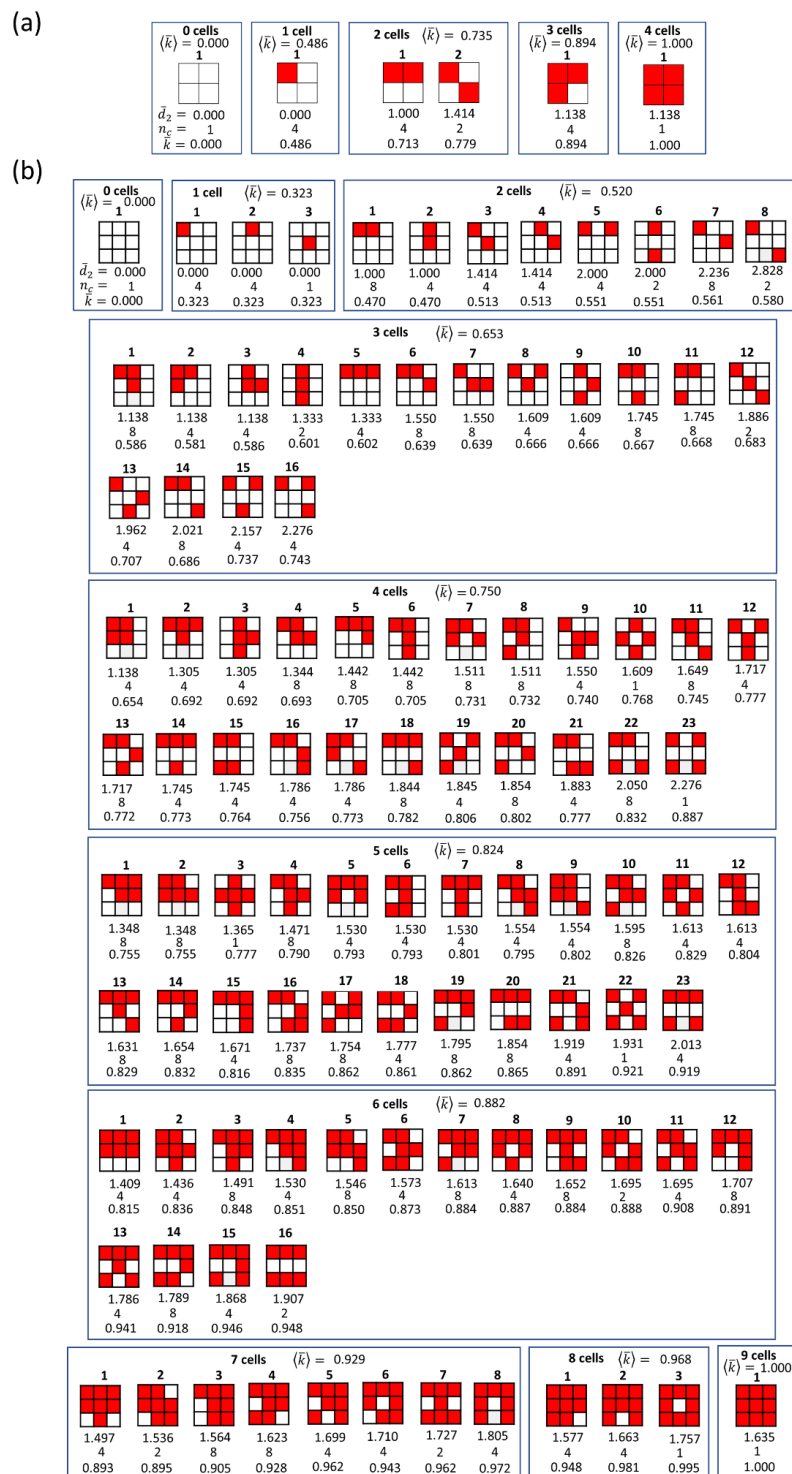 (a)
0 cells
⟨k̄⟩ = 0.000
1
d̄₂ = 0.000
n_c = 1
k̄ = 0.000
1 cell
⟨k̄⟩ = 0.486
1
0.000
4
0.486
2 cells ⟨k̄⟩ = 0.735
1 2
1.000 1.414
4 2
0.713 0.779
3 cells
⟨k̄⟩ = 0.894
1
1.138
4
0.894
4 cells
⟨k̄⟩ = 1.000
1
1.138
1
1.000
(b)
0 cells
⟨k̄⟩ = 0.000
1
d̄₂ = 0.000
n_c = 1
k̄ = 0.000
1 cell ⟨k̄⟩ = 0.323
1 2 3
0.000 0.000 0.000
4 4 1
0.323 0.323 0.323
2 cells ⟨k̄⟩ = 0.520
1 2 3 4 5 6 7 8
1.000 1.000 1.414 1.414 2.000 2.000 2.236 2.828
8 4 4 4 4 2 8 2
0.470 0.470 0.513 0.513 0.551 0.551 0.561 0.580
3 cells ⟨k̄⟩ = 0.653
1 2 3 4 5 6 7 8 9 10 11 12
1.138 1.138 1.138 1.333 1.333 1.550 1.550 1.609 1.609 1.745 1.745 1.886
8 4 4 2 4 8 8 4 4 8 8 2
0.586 0.581 0.586 0.601 0.602 0.639 0.639 0.666 0.666 0.667 0.668 0.683
13 14 15 16
1.962 2.021 2.157 2.276
4 8 4 4
0.707 0.686 0.737 0.743
4 cells ⟨k̄⟩ = 0.750
1 2 3 4 5 6 7 8 9 10 11 12
1.138 1.305 1.305 1.344 1.442 1.442 1.511 1.511 1.550 1.609 1.649 1.717
4 4 4 8 8 8 8 8 4 1 8 4
0.654 0.692 0.692 0.693 0.705 0.705 0.731 0.732 0.740 0.768 0.745 0.777
13 14 15 16 17 18 19 20 21 22 23
1.717 1.745 1.745 1.786 1.786 1.844 1.845 1.854 1.883 2.050 2.276
8 4 4 4 4 8 4 8 4 8 1
0.772 0.773 0.764 0.756 0.773 0.782 0.806 0.802 0.777 0.832 0.887
5 cells ⟨k̄⟩ = 0.824
1 2 3 4 5 6 7 8 9 10 11 12
1.348 1.348 1.365 1.471 1.530 1.530 1.530 1.554 1.554 1.595 1.613 1.613
8 8 1 8 4 4 4 4 4 8 4 4
0.755 0.755 0.777 0.790 0.793 0.793 0.801 0.795 0.802 0.826 0.829 0.804
13 14 15 16 17 18 19 20 21 22 23
1.631 1.654 1.671 1.737 1.754 1.777 1.795 1.854 1.919 1.931 2.013
8 8 4 8 8 4 8 8 4 1 4
0.829 0.832 0.816 0.835 0.862 0.861 0.862 0.865 0.891 0.921 0.919
6 cells ⟨k̄⟩ = 0.882
1 2 3 4 5 6 7 8 9 10 11 12
1.409 1.436 1.491 1.530 1.546 1.573 1.613 1.640 1.652 1.695 1.695 1.707
4 4 8 4 8 4 8 4 8 2 4 8
0.815 0.836 0.848 0.851 0.850 0.873 0.884 0.887 0.884 0.888 0.908 0.891
13 14 15 16
1.786 1.789 1.868 1.907
4 8 4 2
0.941 0.918 0.946 0.948
7 cells ⟨k̄⟩ = 0.929
1 2 3 4 5 6 7 8
1.497 1.536 1.564 1.623 1.699 1.710 1.727 1.805
4 2 8 8 4 4 2 4
0.893 0.895 0.905 0.928 0.962 0.943 0.962 0.972
8 cells ⟨k̄⟩ = 0.968
1 2 3
1.577 1.663 1.757
4 4 1
0.948 0.981 0.995
9 cells
⟨k̄⟩ = 1.000
1
1.635
1
1.000